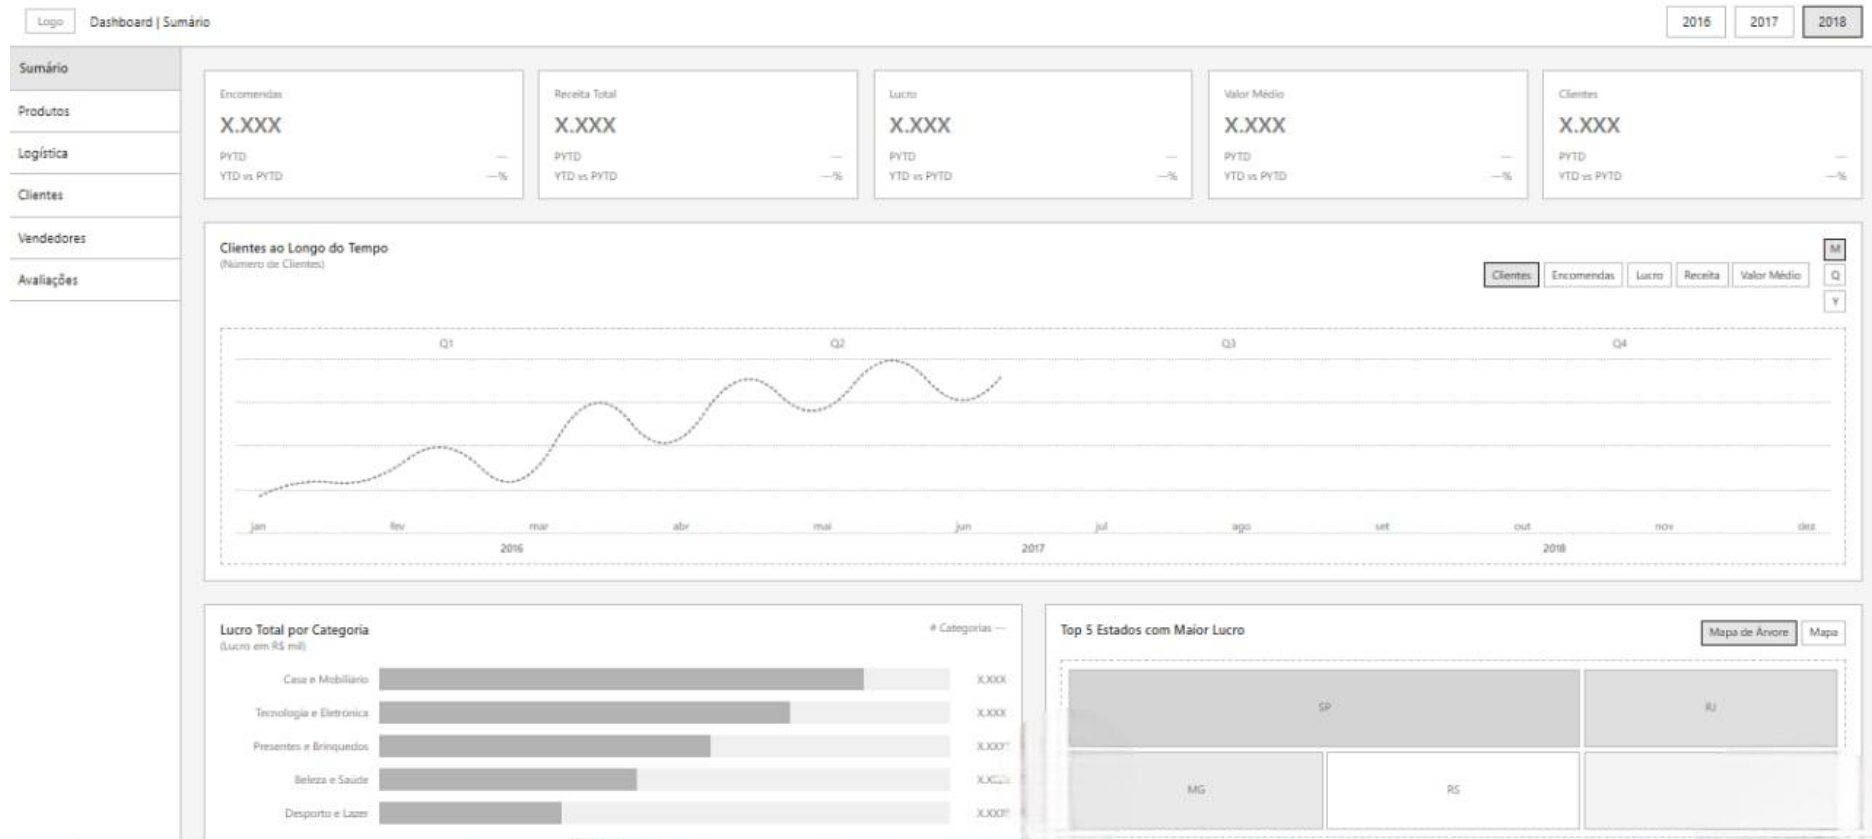 Logo Dashboard | Sumário 2016 2017 2018
Sumário
Produtos
Logística
Clientes
Vendedores
Avaliações
Encomendas
X.XXX
PYTD —
YTD vs PYTD —%
Receita Total
X.XXX
PYTD —
YTD vs PYTD —%
Lucro
X.XXX
PYTD —
YTD vs PYTD —%
Valor Médio
X.XXX
PYTD —
YTD vs PYTD —%
Clientes
X.XXX
PYTD —
YTD vs PYTD —%
Clientes ao Longo do Tempo
(Número de Clientes)
Clientes Encomendas Lucro Receita Valor Médio
M
Q
Y
Q1 Q2 Q3 Q4
jan fev mar abr mai jun jul ago set out nov dez
2016 2017 2018
Lucro Total por Categoria # Categorias —
(Lucro em R$ mil)
Casa e Mobiliário X.XXX
Tecnologia e Eletrónica X.XXX
Presentes e Brinquedos X.XXX
Beleza e Saúde
Desporto e Lazer X.XXX
Top 5 Estados com Maior Lucro
Mapa de Árvore Mapa
SP RJ
MG RS